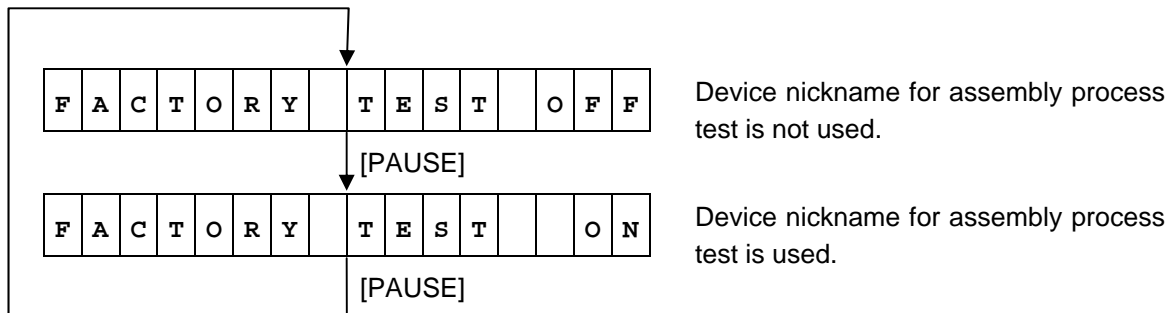 FACTORY TEST OFF
Device nickname for assembly process
test is not used.
[PAUSE]
FACTORY TEST  ON
Device nickname for assembly process
test is used.
[PAUSE]